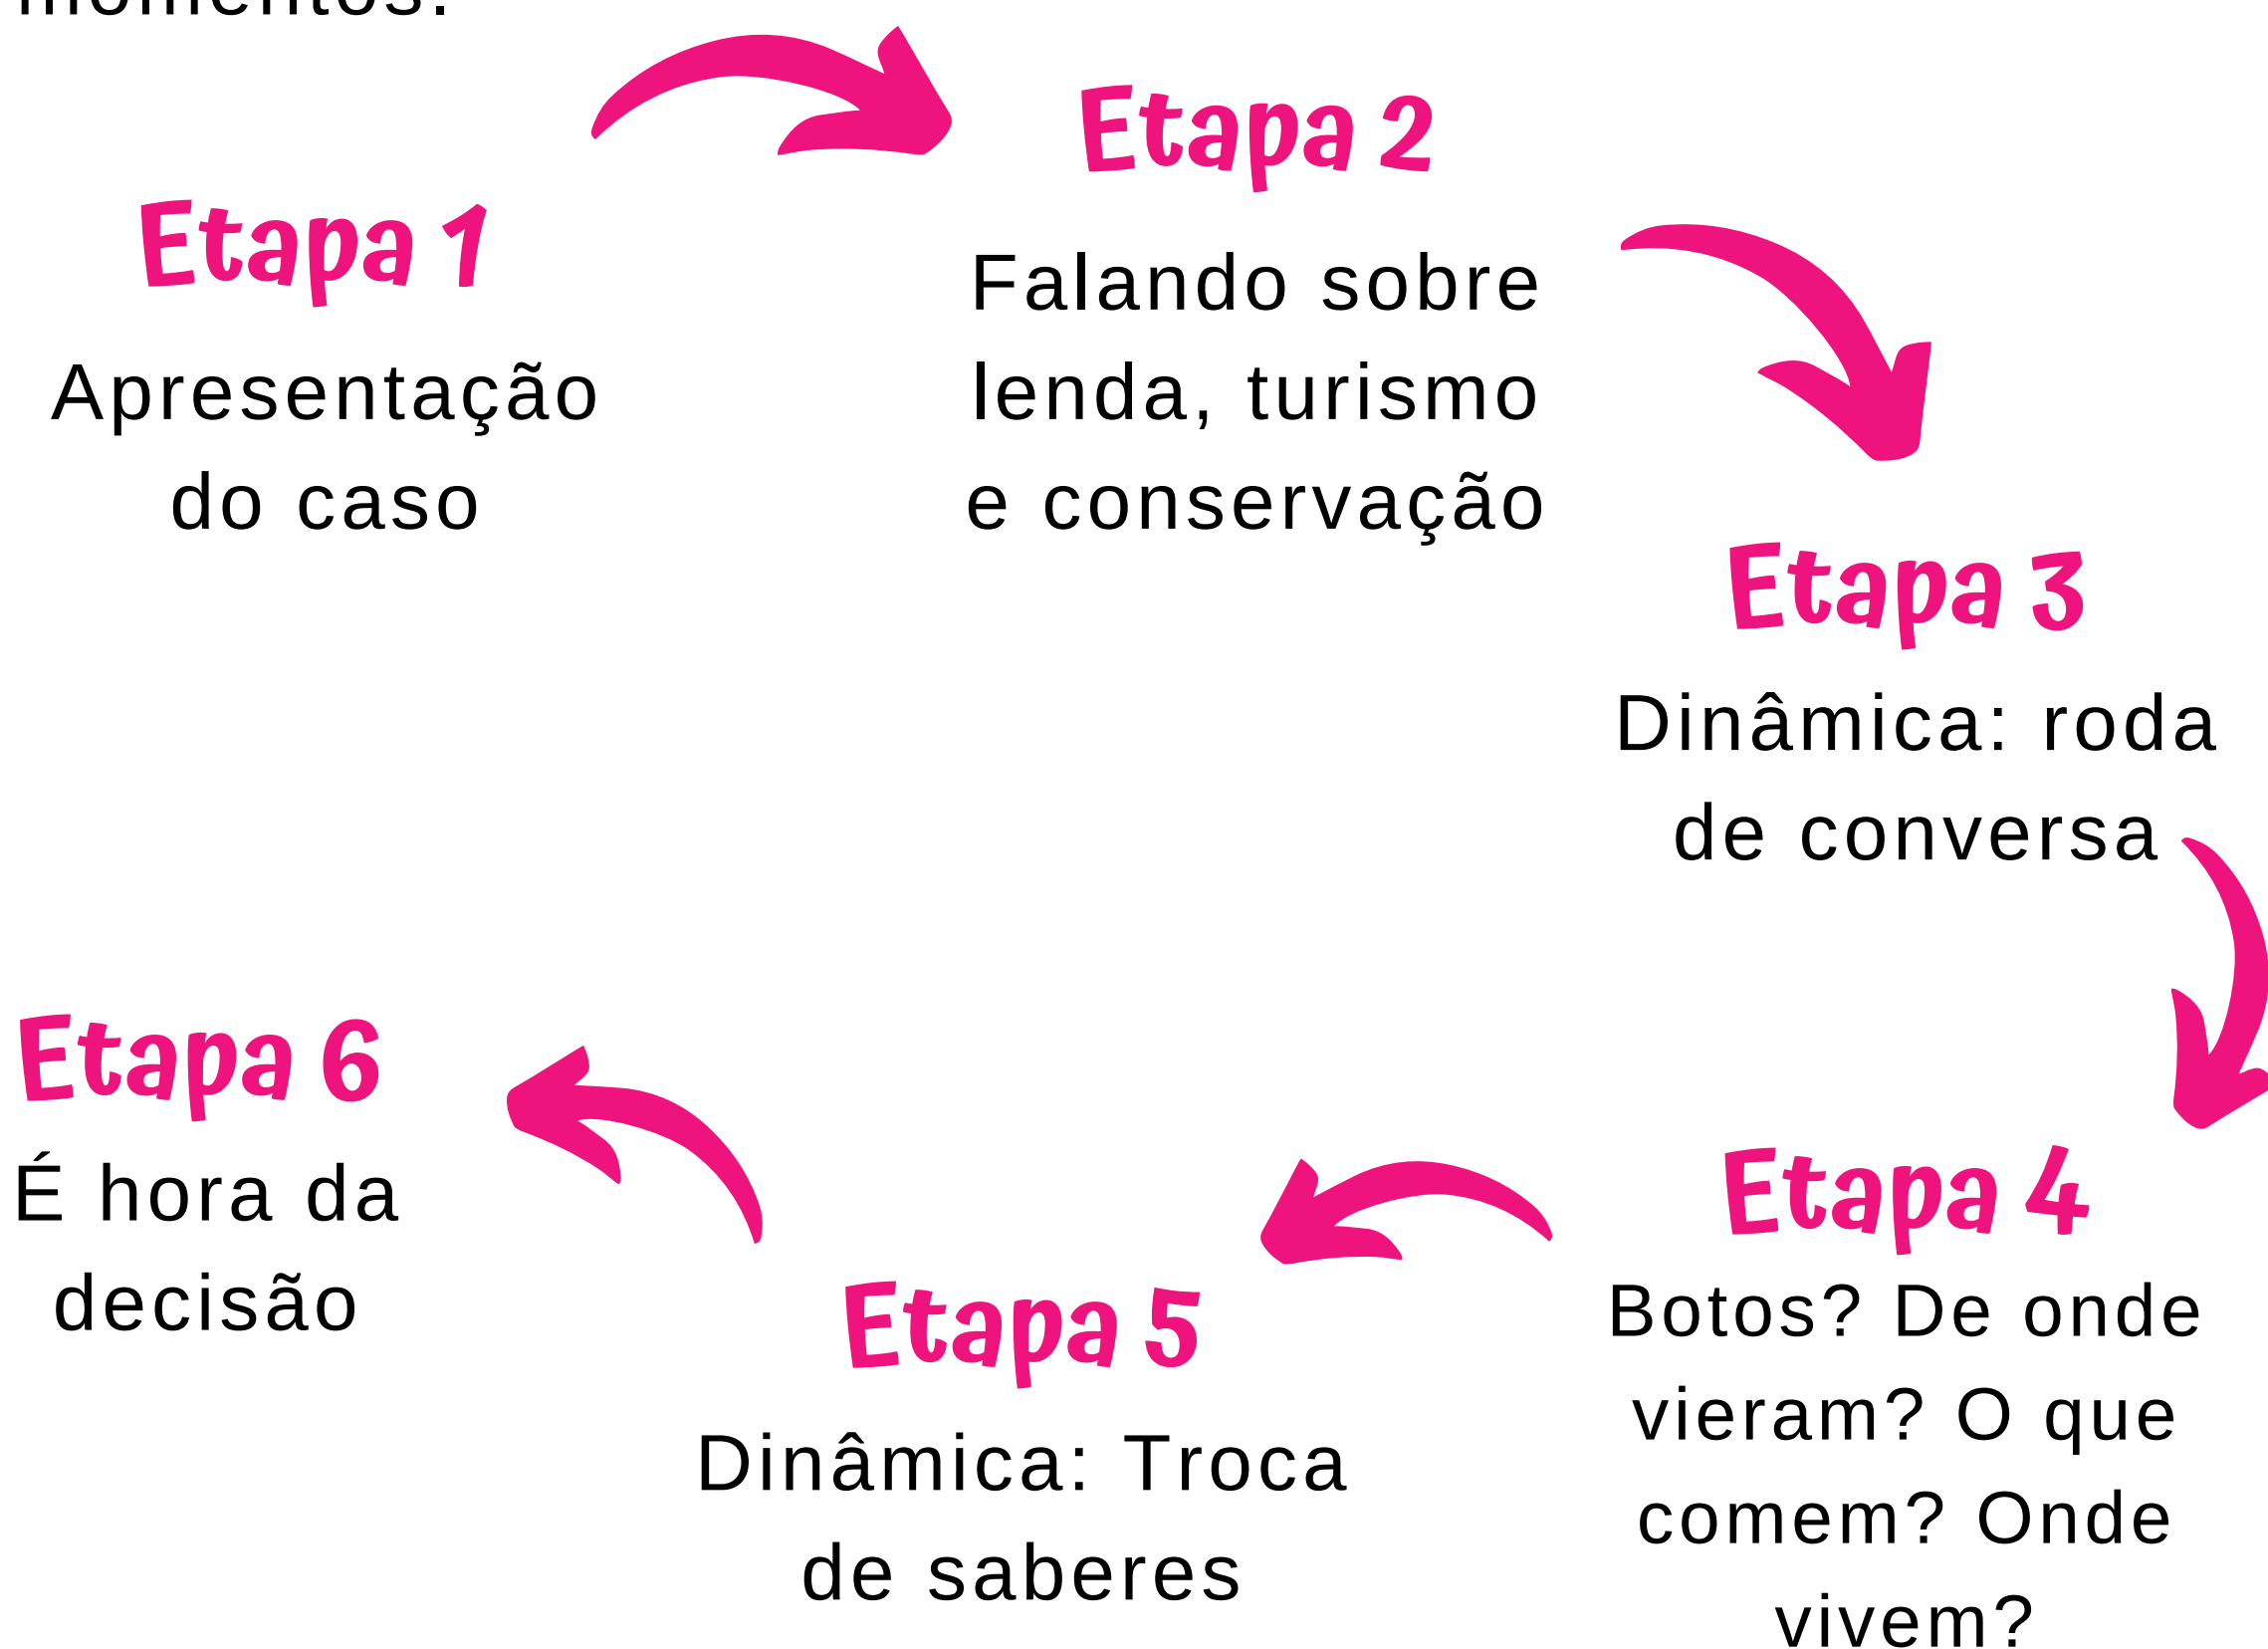 momentos:
Etapa 1
Apresentação
do caso
Etapa 2
Falando sobre
lenda, turismo
e conservação
Etapa 3
Dinâmica: roda
de conversa
Etapa 4
Botos? De onde
vieram? O que
comem? Onde
vivem?
Etapa 5
Dinâmica: Troca
de saberes
Etapa 6
É hora da
decisão